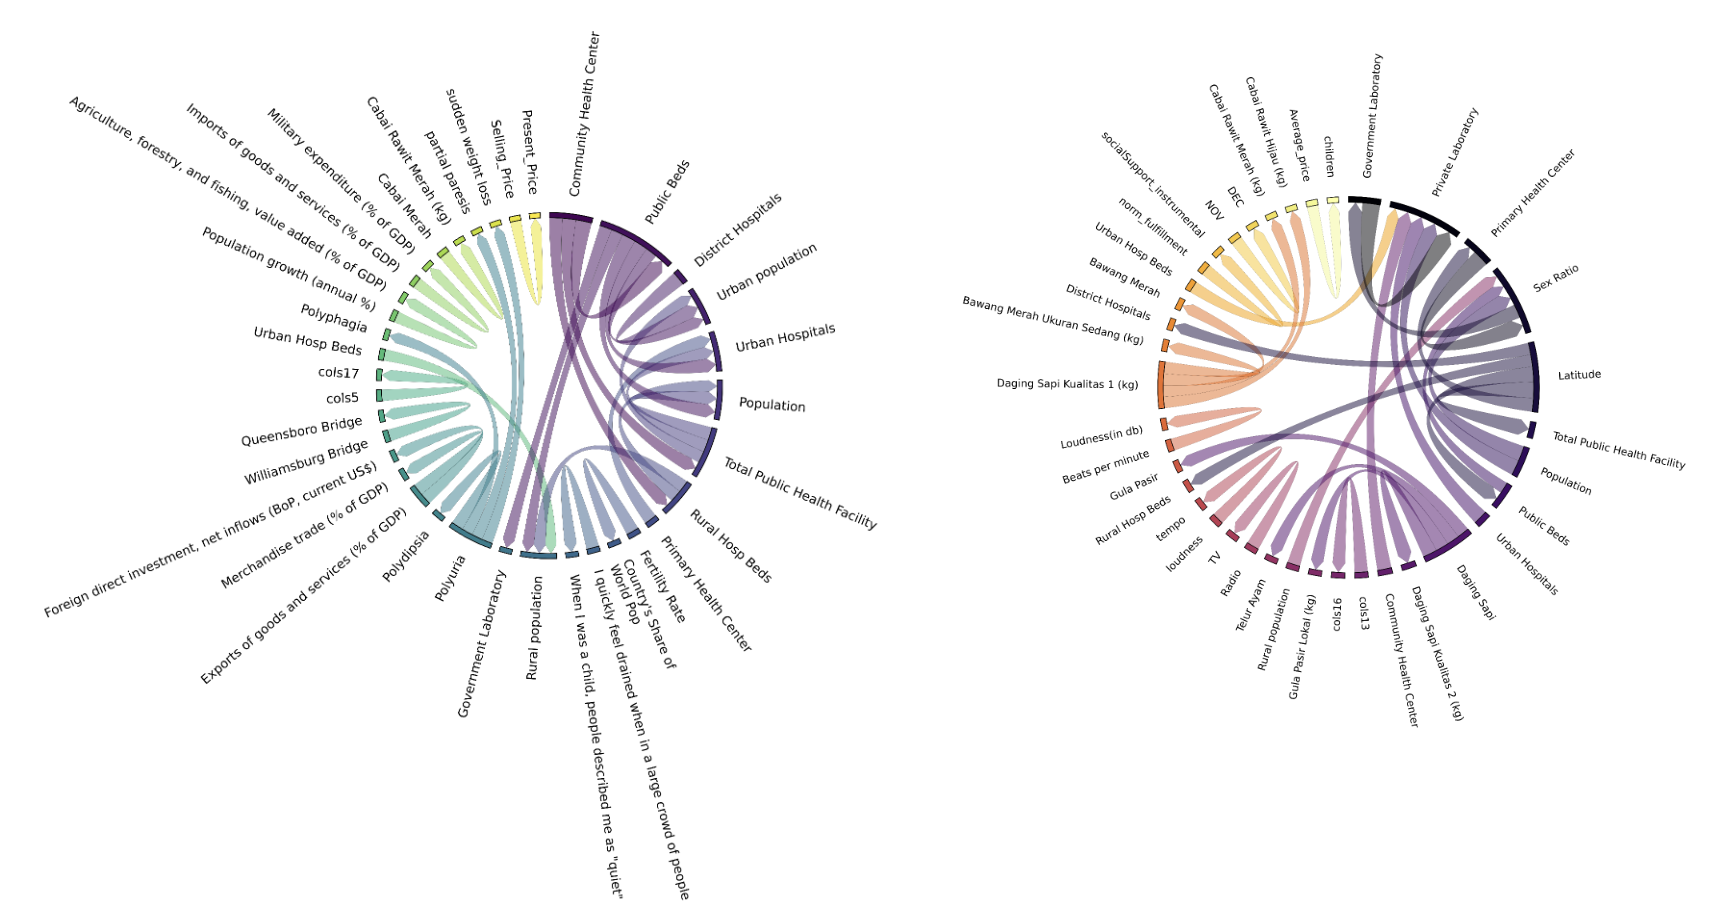 Community Health Center
Public Beds
District Hospitals
Urban population
Urban Hospitals
Population
Total Public Health Facility
Rural Hosp Beds
Primary Health Center
Fertility Rate
Country's Share of
World Pop
I quickly feel drained when in a large crowd of people
When I was a child, people described me as "quiet"
Rural population
Government Laboratory
Polyuria
Polydipsia
Exports of goods and services (% of GDP)
Merchandise trade (% of GDP)
Foreign direct investment, net inflows (BoP, current US$)
Williamsburg Bridge
Queensboro Bridge
cols5
cols17
Urban Hosp Beds
Polyphagia
Population growth (annual %)
Agriculture, forestry, and fishing, value added (% of GDP)
Imports of goods and services (% of GDP)
Military expenditure (% of GDP)
Cabai Merah
Cabai Rawit Merah (kg)
partial paresis
sudden weight loss
Selling_Price
Present_Price
Government Laboratory
Private Laboratory
Primary Health Center
Sex Ratio
Latitude
Total Public Health Facility
Population
Public Beds
Urban Hospitals
Daging Sapi
Daging Sapi Kualitas 2 (kg)
Community Health Center
cols13
cols16
Gula Pasir Lokal (kg)
Rural population
Telur Ayam
Radio
TV
loudness
tempo
Rural Hosp Beds
Gula Pasir
Beats per minute
Loudness(in db)
Daging Sapi Kualitas 1 (kg)
Bawang Merah Ukuran Sedang (kg)
District Hospitals
Bawang Merah
Urban Hosp Beds
norm_fulfillment
socialSupport_instrumental
NOV
DEC
Cabai Rawit Merah (kg)
Cabai Rawit Hijau (kg)
Average_price
children